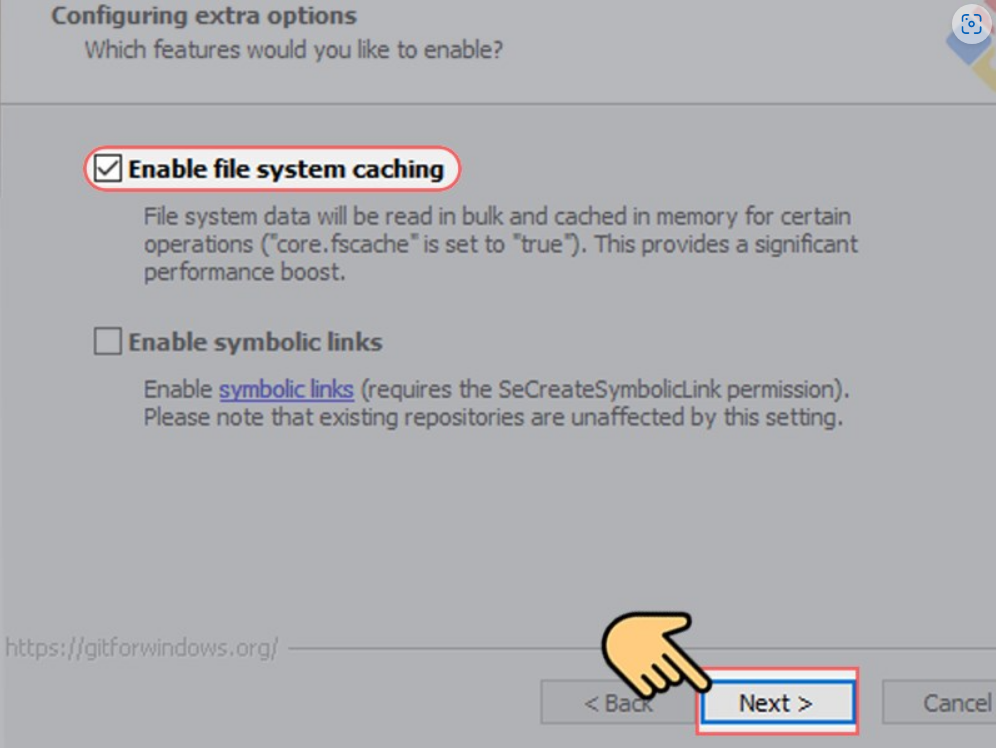 Configuring extra options
Which features would you like to enable?
Enable file system caching
File system data will be read in bulk and cached in memory for certain
operations ("core.fscache" is set to "true"). This provides a significant
performance boost.
Enable symbolic links
Enable symbolic links (requires the SeCreateSymbolicLink permission).
Please note that existing repositories are unaffected by this setting.
https://gitforwindows.org/
< Back
Next >
Cancel